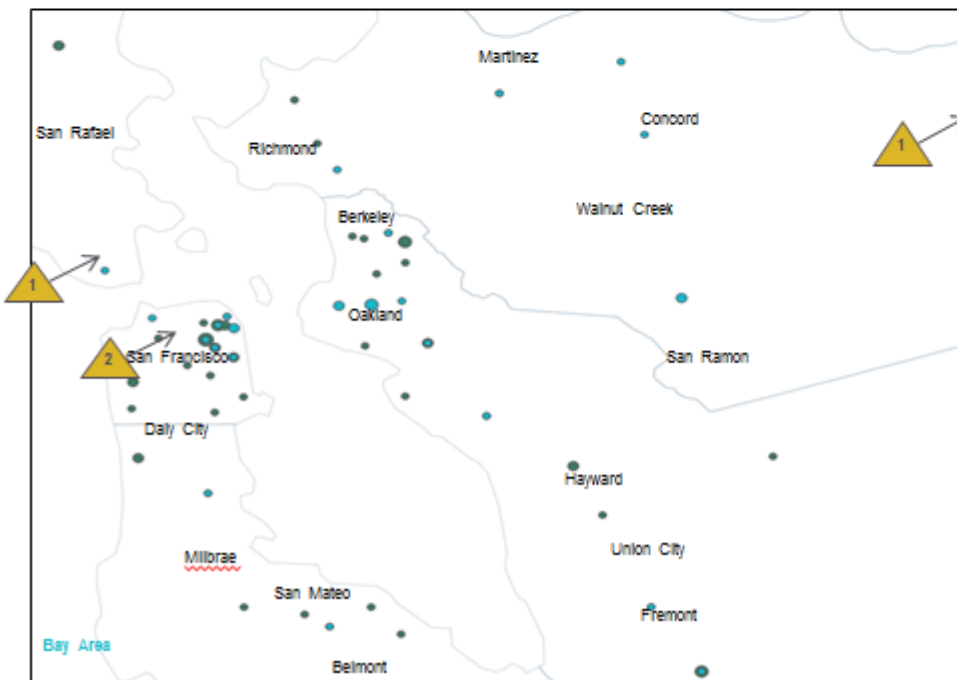 Martinez
Concord
San Rafael
1
Richmond
Walnut Creek
Berkeley
1
Oakland
2
San Francisco
San Ramon
Daly City
Hayward
Union City
Millbrae
San Mateo
Fremont
Bay Area
Belmont